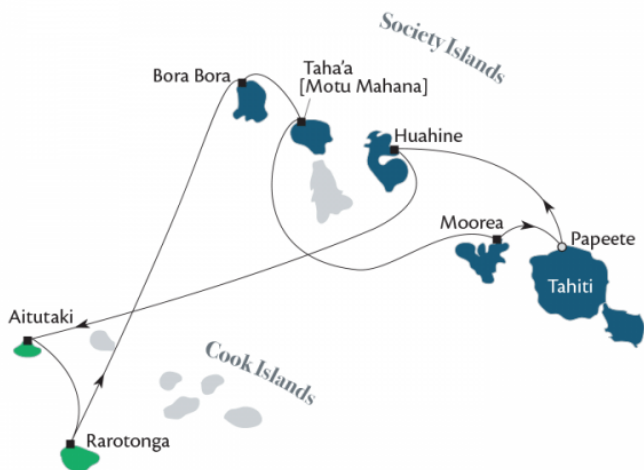 Society Islands
Bora Bora
Taha'a
[Motu Mahana]
Huahine
Moorea
Papeete
Tahiti
Aitutaki
Cook Islands
Rarotonga